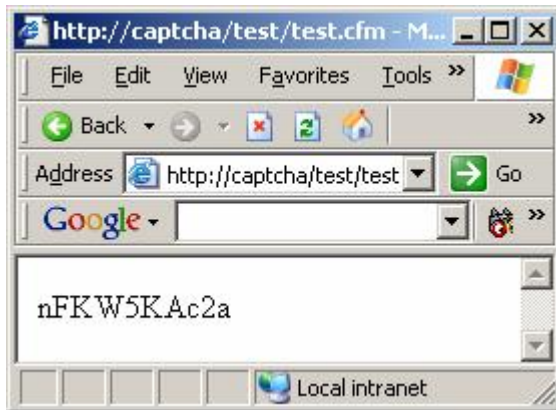 http://captcha/test/test.cfm - M...
File Edit View Favorites Tools »
Back »
Address http://captcha/test/test Go
Google »
nFKW5KAc2a
Local intranet